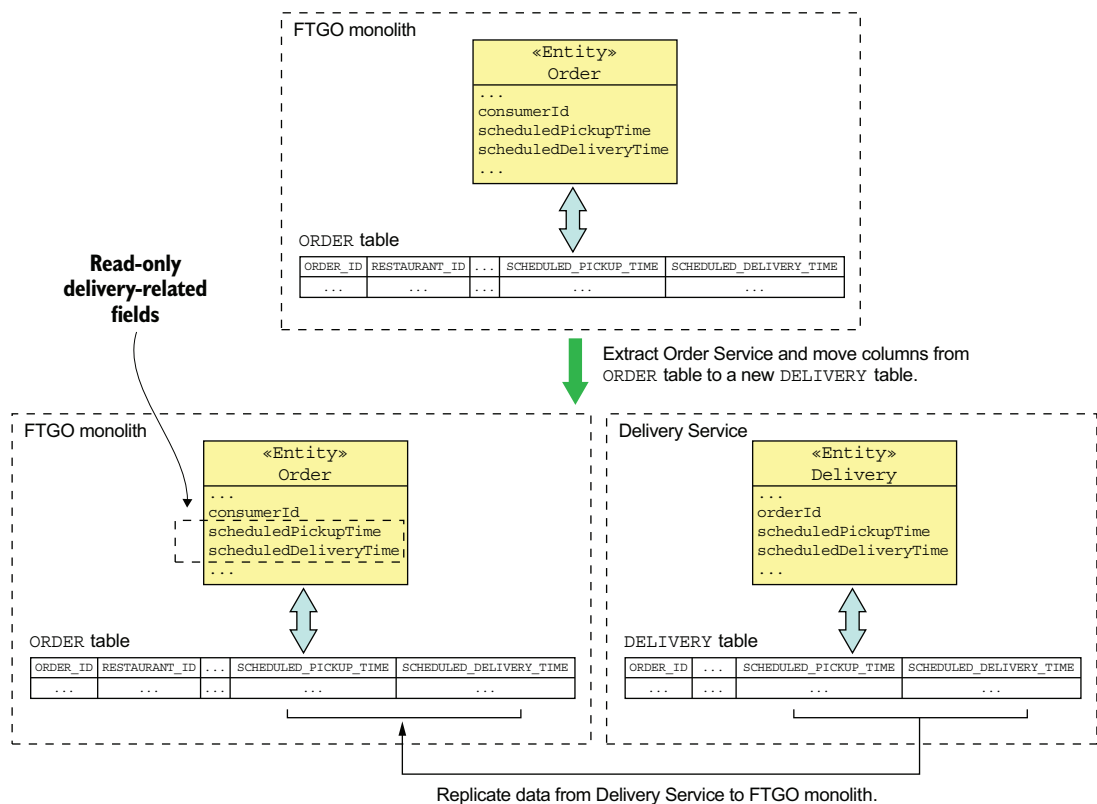 FTGO monolith
«Entity»
Order
...
consumerId
scheduledPickupTime
scheduledDeliveryTime
...
ORDER table
ORDER_ID RESTAURANT_ID ... SCHEDULED_PICKUP_TIME SCHEDULED_DELIVERY_TIME
... ... ... ... ...
Read-only
delivery-related
fields
Extract Order Service and move columns from
ORDER table to a new DELIVERY table.
FTGO monolith
«Entity»
Order
...
consumerId
scheduledPickupTime
scheduledDeliveryTime
...
ORDER table
ORDER_ID RESTAURANT_ID ... SCHEDULED_PICKUP_TIME SCHEDULED_DELIVERY_TIME
... ... ... ... ...
Delivery Service
«Entity»
Delivery
...
orderId
scheduledPickupTime
scheduledDeliveryTime
...
DELIVERY table
ORDER_ID ... SCHEDULED_PICKUP_TIME SCHEDULED_DELIVERY_TIME
... ... ... ...
Replicate data from Delivery Service to FTGO monolith.